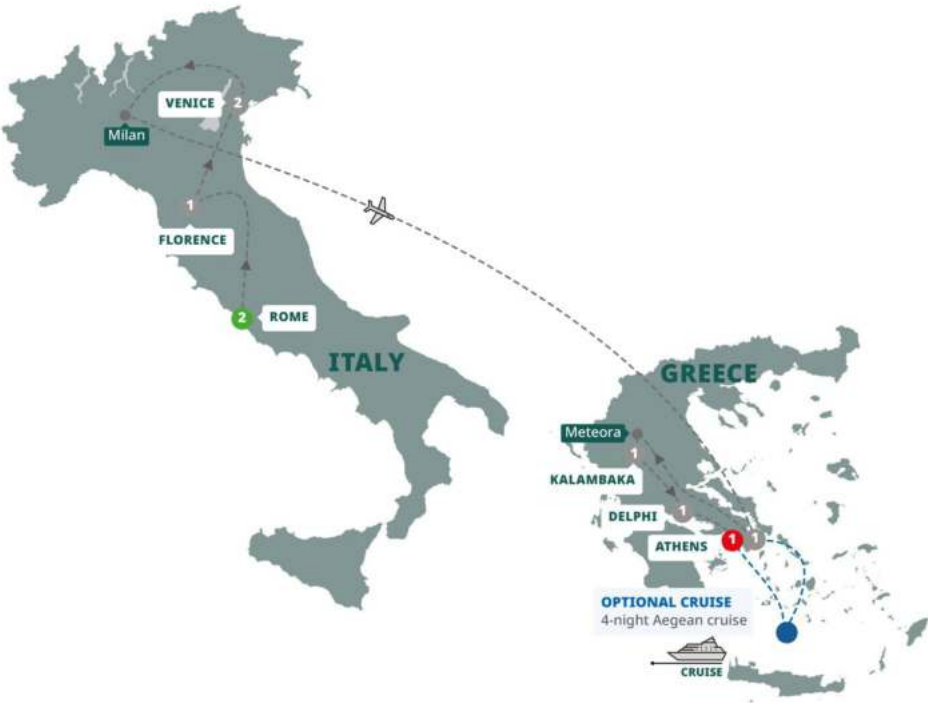 VENICE
2
Milan
1
FLORENCE
2
ROME
ITALY
GREECE
Meteora
1
KALAMBAKA
DELPHI
1
ATHENS
1
1
OPTIONAL CRUISE
4-night Aegean cruise
CRUISE